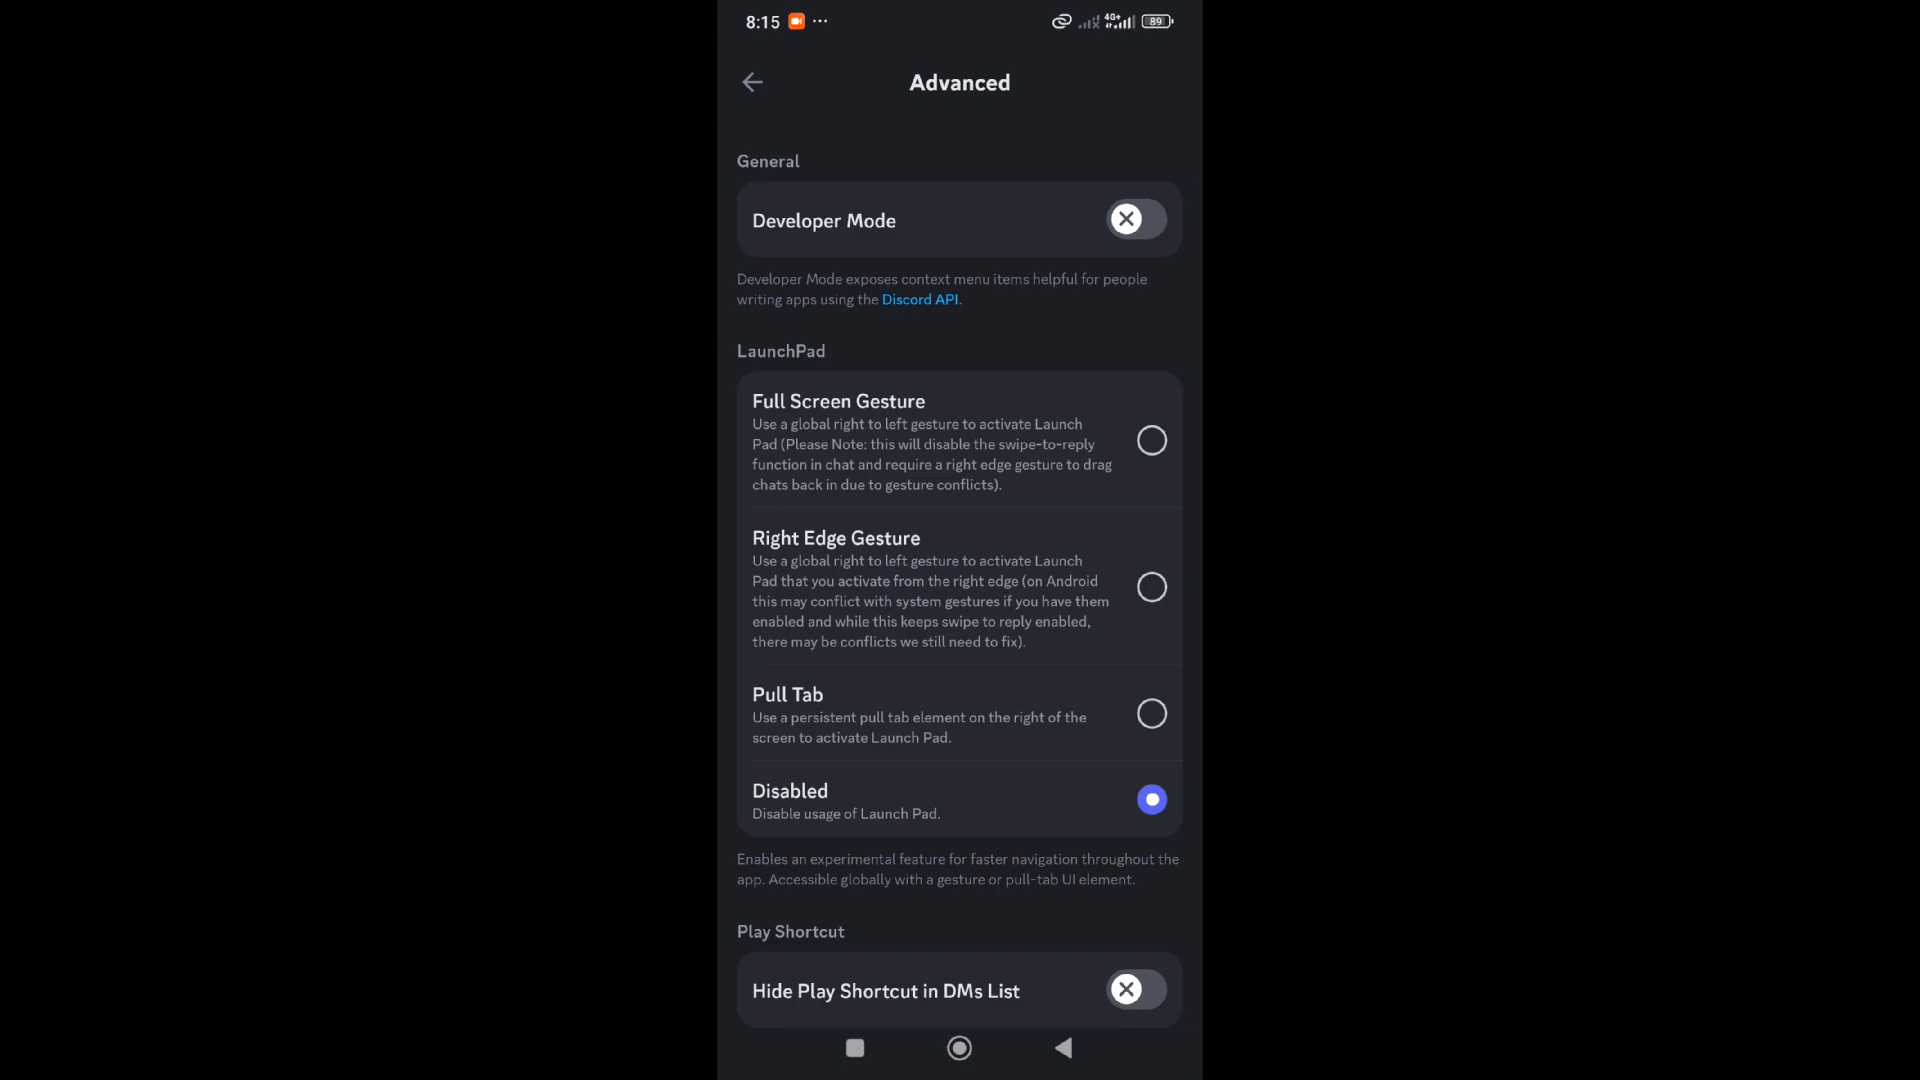 8:15
4G+
89
Advanced
General
Developer Mode
Developer Mode exposes context menu items helpful for people
writing apps using the Discord API.
LaunchPad
Full Screen Gesture
Use a global right to left gesture to activate Launch
Pad (Please Note: this will disable the swipe-to-reply
function in chat and require a right edge gesture to drag
chats back in due to gesture conflicts).
Right Edge Gesture
Use a global right to left gesture to activate Launch
Pad that you activate from the right edge (on Android
this may conflict with system gestures if you have them
enabled and while this keeps swipe to reply enabled,
there may be conflicts we still need to fix).
Pull Tab
Use a persistent pull tab element on the right of the
screen to activate Launch Pad.
Disabled
Disable usage of Launch Pad.
Enables an experimental feature for faster navigation throughout the
app. Accessible globally with a gesture or pull-tab UI element.
Play Shortcut
Hide Play Shortcut in DMs List